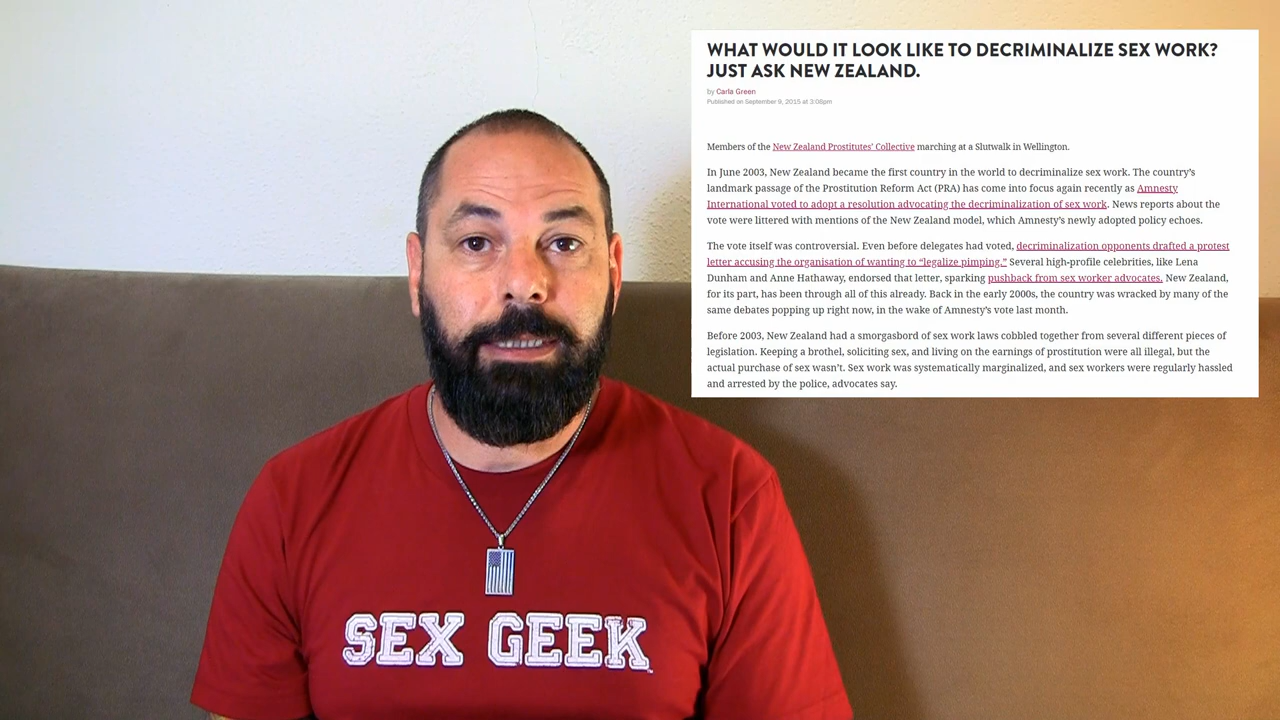 WHAT WOULD IT LOOK LIKE TO DECRIMINALIZE SEX WORK?
JUST ASK NEW ZEALAND.
by Carla Green
Published on September 9, 2015 at 3:08pm
Members of the New Zealand Prostitutes' Collective marching at a Slutwalk in Wellington.
In June 2003, New Zealand became the first country in the world to decriminalize sex work. The country's
landmark passage of the Prostitution Reform Act (PRA) has come into focus again recently as Amnesty
International voted to adopt a resolution advocating the decriminalization of sex work. News reports about the
vote were littered with mentions of the New Zealand model, which Amnesty's newly adopted policy echoes.
The vote itself was controversial. Even before delegates had voted, decriminalization opponents drafted a protest
letter accusing the organisation of wanting to "legalize pimping." Several high-profile celebrities, like Lena
Dunham and Anne Hathaway, endorsed that letter, sparking pushback from sex worker advocates. New Zealand,
for its part, has been through all of this already. Back in the early 2000s, the country was wracked by many of the
same debates popping up right now, in the wake of Amnesty's vote last month.
Before 2003, New Zealand had a smorgasbord of sex work laws cobbled together from several different pieces of
legislation. Keeping a brothel, soliciting sex, and living on the earnings of prostitution were all illegal, but the
actual purchase of sex wasn't. Sex work was systematically marginalized, and sex workers were regularly hassled
and arrested by the police, advocates say.
SEX GEEK